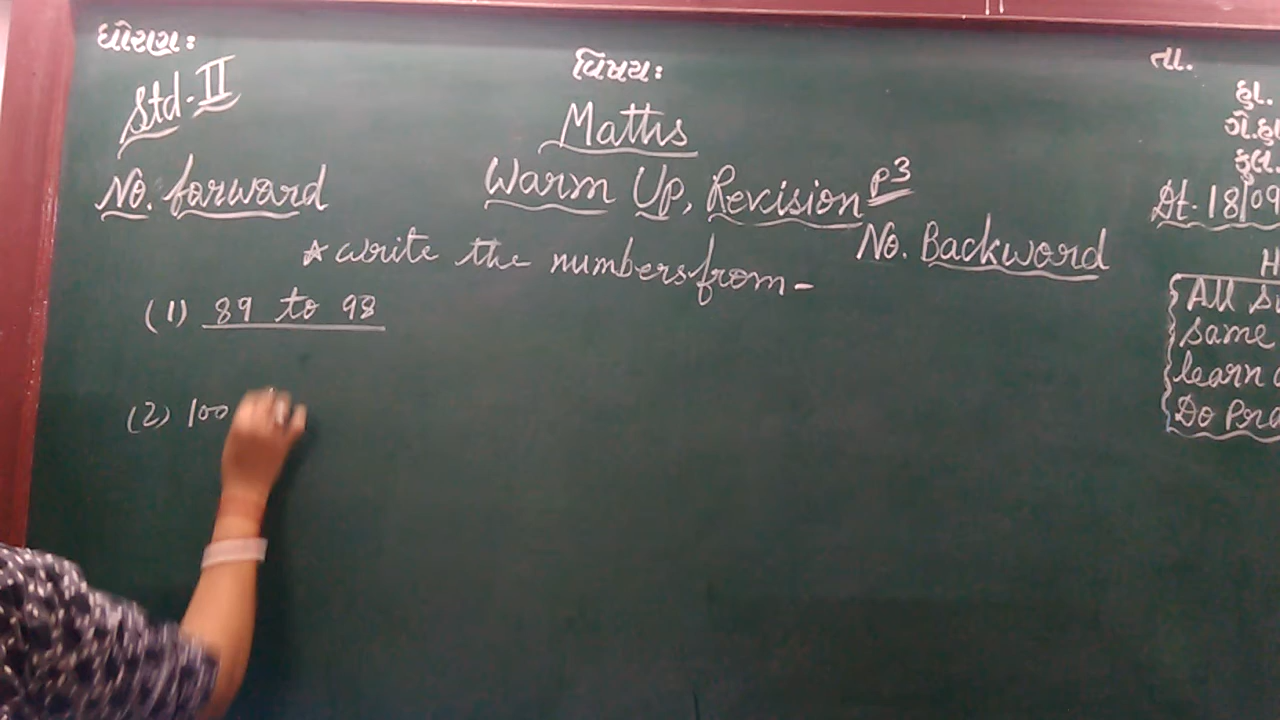 ધોરણ:
વિષય:
તા.
Std. II
હા.
ગે.હા
કુલ.
Maths
No. forward
Warm Up, Revision P3
Dt. 18/09
No. Backword
* write the numbers from -
H
(1) 89 to 98
All S
same
learn
Do Pra
(2) 100